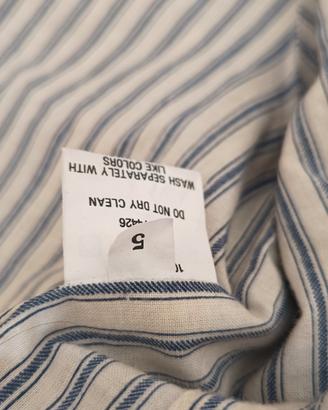 WASH SEPARATELY WITH
LIKE COLORS
DO NOT DRY CLEAN
5